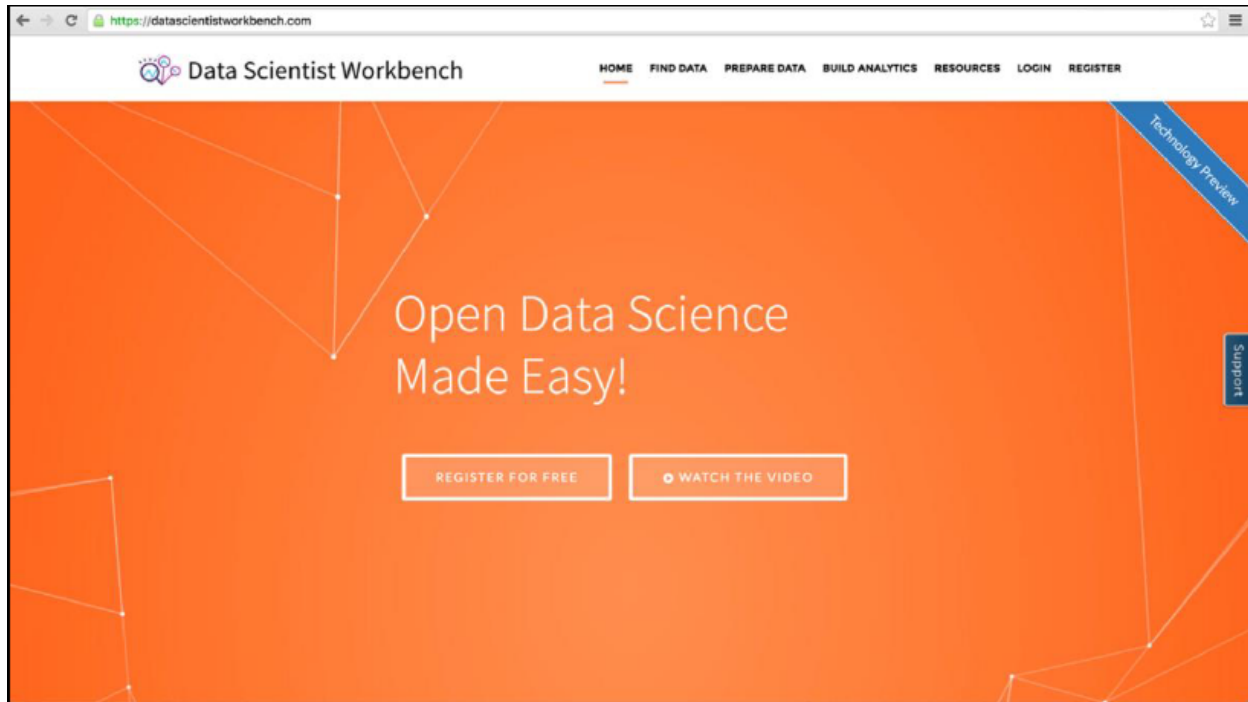 https://datascientistworkbench.com
Data Scientist Workbench
HOME FIND DATA PREPARE DATA BUILD ANALYTICS RESOURCES LOGIN REGISTER
Technology Preview
Open Data Science
Made Easy!
Support
REGISTER FOR FREE
WATCH THE VIDEO